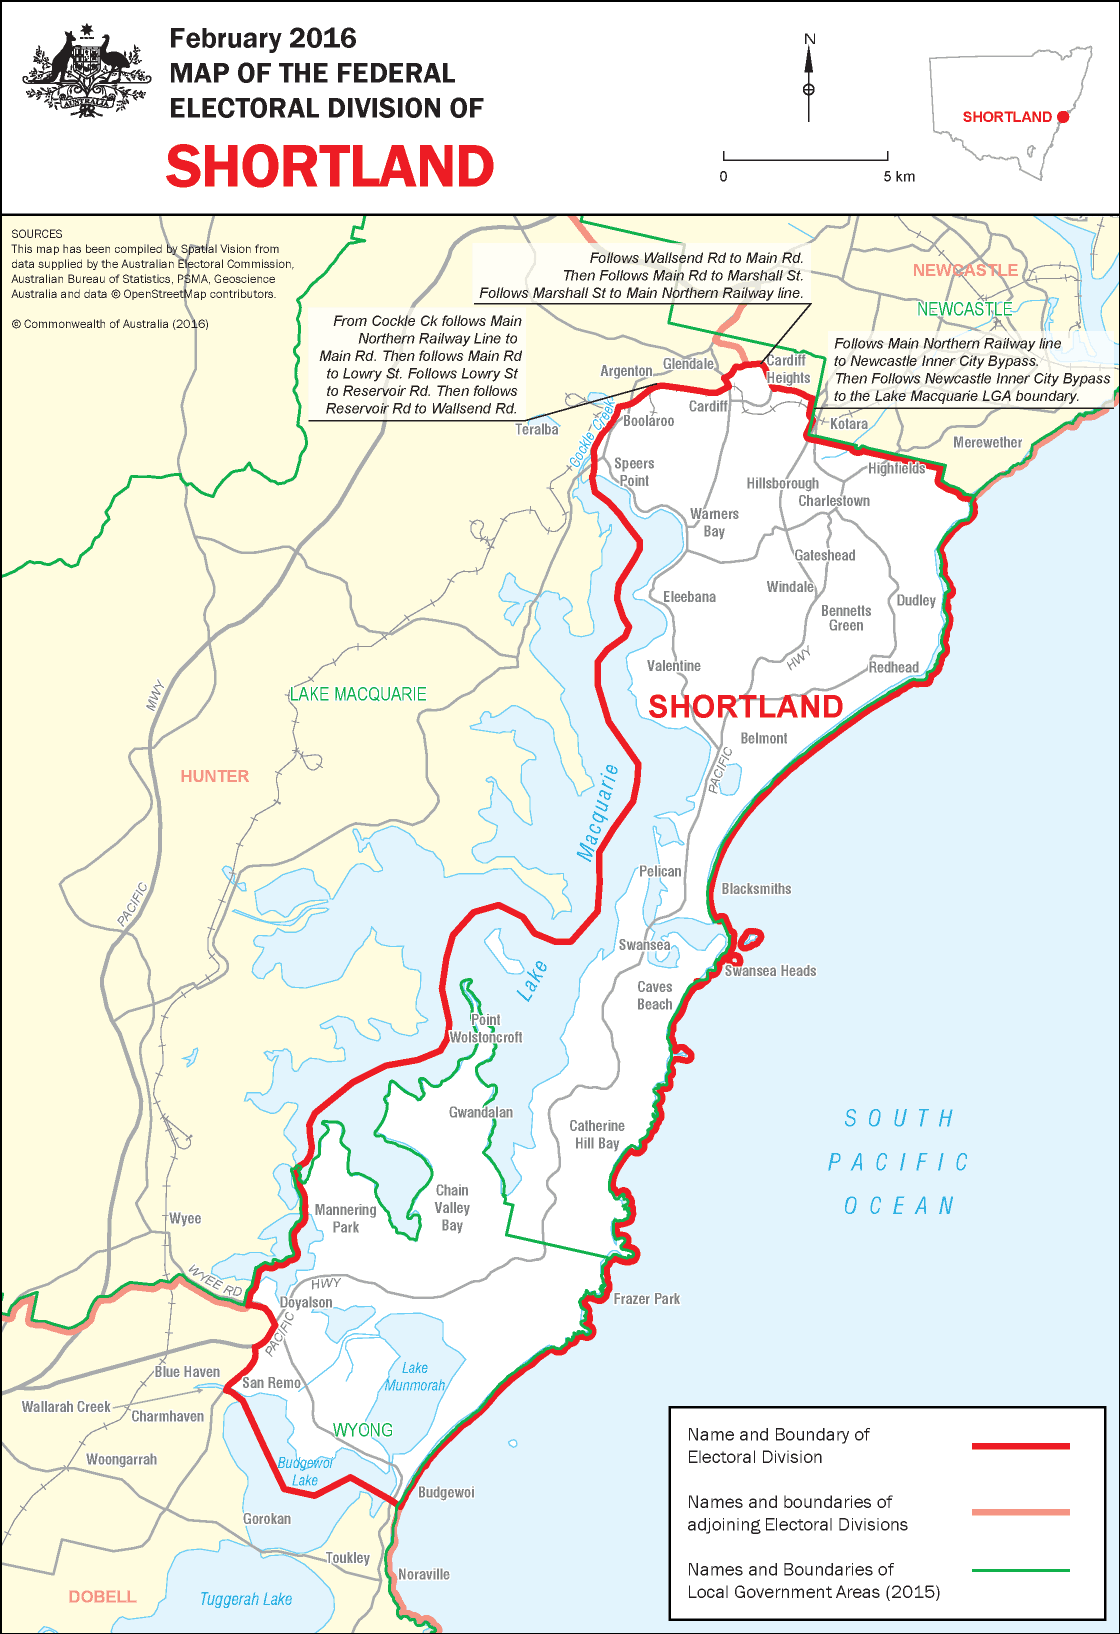 February 2016
MAP OF THE FEDERAL
ELECTORAL DIVISION OF
SHORTLAND
AUSTRALIA
N
0 5 km
SHORTLAND
SOURCES
This map has been compiled by Spatial Vision from
data supplied by the Australian Electoral Commission,
Australian Bureau of Statistics, PSMA, Geoscience
Australia and data © OpenStreetMap contributors.
© Commonwealth of Australia (2016)
Follows Wallsend Rd to Main Rd.
Then Follows Main Rd to Marshall St.
Follows Marshall St to Main Northern Railway line.
From Cockle Ck follows Main
Northern Railway Line to
Main Rd. Then follows Main Rd
to Lowry St. Follows Lowry St
to Reservoir Rd. Then follows
Reservoir Rd to Wallsend Rd.
Follows Main Northern Railway line
to Newcastle Inner City Bypass.
Then Follows Newcastle Inner City Bypass
to the Lake Macquarie LGA boundary.
NEWCASTLE
NEWCASTLE
Argenton
Glendale
Cardiff
Heights
Cardiff
Boolaroo
Teralba
Cockle Creek
Kotara
Merewether
Speers
Point
Highfields
Hillsborough
Charlestown
Warners
Bay
Gateshead
Windale
Eleebana
Bennetts
Green
Dudley
HWY
Valentine
Redhead
LAKE MACQUARIE
MWY
SHORTLAND
Belmont
HUNTER
PACIFIC
Macquarie
Pelican
Blacksmiths
PACIFIC
Swansea
Lake
Swansea Heads
Caves
Beach
Point
Wolstoncroft
Gwandalan
Catherine
Hill Bay
SOUTH
PACIFIC
OCEAN
Chain
Valley
Bay
Mannering
Park
Wyee
WYEE RD
HWY
Doyalson
Frazer Park
PACIFIC
Blue Haven
San Remo
Lake
Munmorah
Wallarah Creek
Charmhaven
WYONG
Woongarrah
Budgewoi
Lake
Budgewoi
Gorokan
Toukley
Noraville
DOBELL
Tuggerah Lake
Name and Boundary of
Electoral Division
Names and boundaries of
adjoining Electoral Divisions
Names and Boundaries of
Local Government Areas (2015)